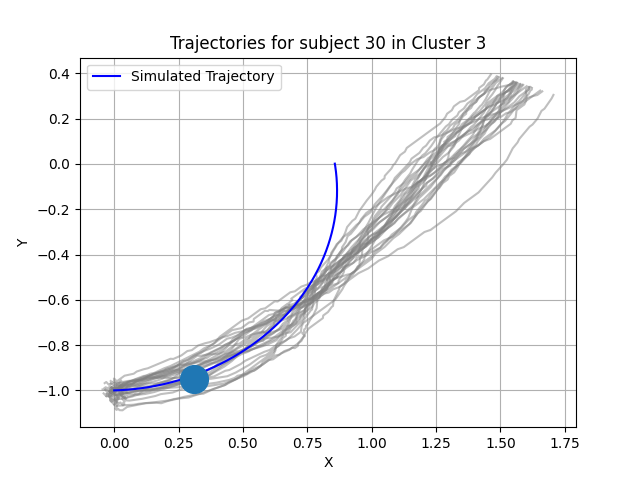 Trajectories for subject 30 in Cluster 3
Simulated Trajectory
0.4
0.2
0.0
−0.2
−0.4
−0.6
−0.8
−1.0
Y
0.00 0.25 0.50 0.75 1.00 1.25 1.50 1.75
X